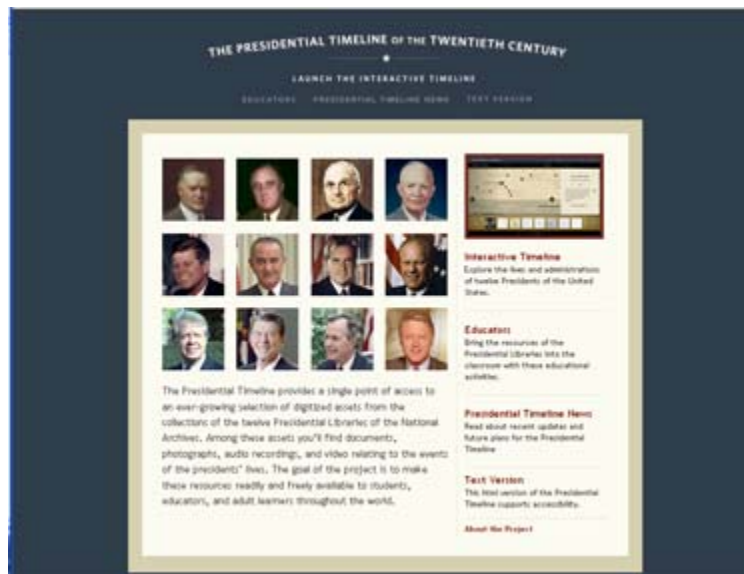 THE PRESIDENTIAL TIMELINE OF THE TWENTIETH CENTURY
LAUNCH THE INTERACTIVE TIMELINE
EDUCATORS PRESIDENTIAL TIMELINE NEWS TEXT VERSION
The Presidential Timeline provides a single point of access to
an ever-growing selection of digitized assets from the
collections of the twelve Presidential Libraries of the National
Archives. Among these assets you'll find documents,
photographs, audio recordings, and video relating to the events
of the presidents' lives. The goal of the project is to make
these resources readily and freely available to students,
educators, and adult learners throughout the world.
Interactive Timeline
Explore the lives and administrations
of twelve Presidents of the United
States.
Educators
Bring the resources of the
Presidential Libraries into the
classroom with these educational
activities.
Presidential Timeline News
Read about recent updates and
future plans for the Presidential
Timeline
Text Version
This html version of the Presidential
Timeline supports accessibility.
About the Project